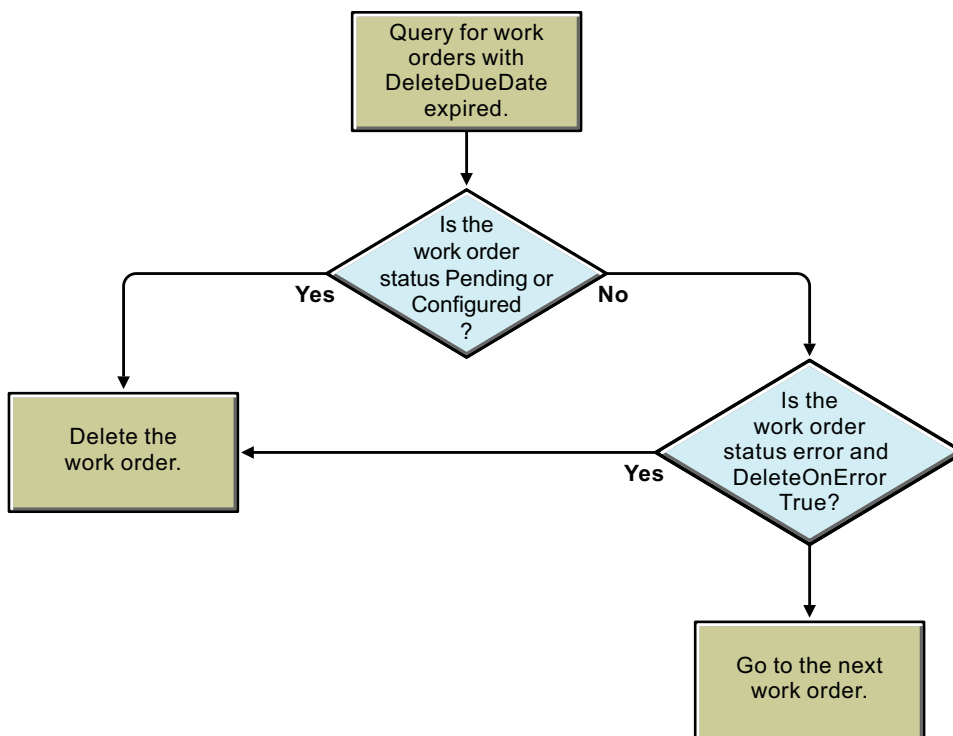 Query for work
orders with
DeleteDueDate
expired.
Is the
work order
status Pending or
Configured
?
Yes
No
Delete the
work order.
Is the
work order
status error and
DeleteOnError
True?
Yes
Go to the next
work order.